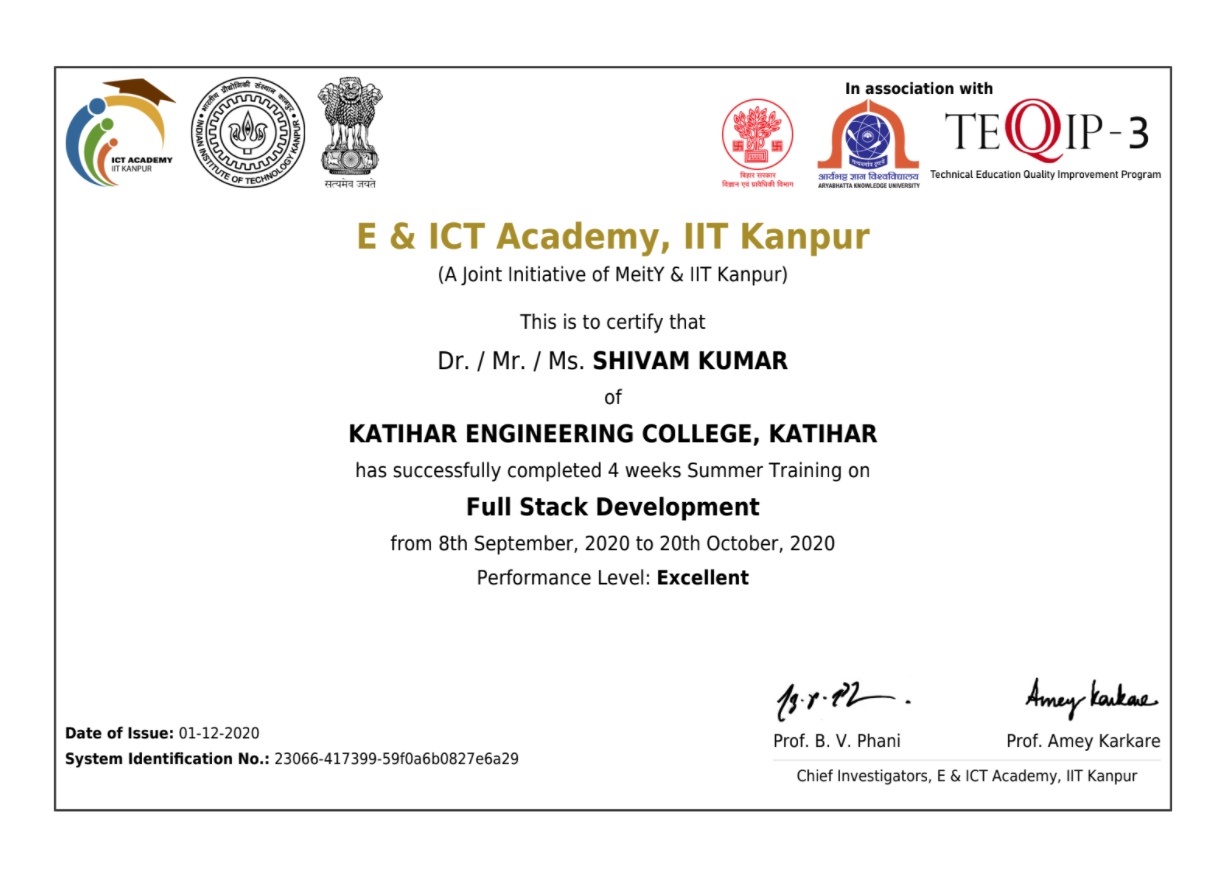 ICT ACADEMY
IIT KANPUR
भारतीय प्रौद्योगिकी संस्थान कानपुर
INDIAN INSTITUTE OF TECHNOLOGY KANPUR
सत्यमेव जयते
In association with
बिहार सरकार
विज्ञान एवं प्रावैधिकी विभाग
आर्यभट्ट ज्ञान विश्वविद्यालय
ARYABHATTA KNOWLEDGE UNIVERSITY
TEQIP-3
Technical Education Quality Improvement Program
E & ICT Academy, IIT Kanpur
(A Joint Initiative of MeitY & IIT Kanpur)
This is to certify that
Dr. / Mr. / Ms. SHIVAM KUMAR
of
KATIHAR ENGINEERING COLLEGE, KATIHAR
has successfully completed 4 weeks Summer Training on
Full Stack Development
from 8th September, 2020 to 20th October, 2020
Performance Level: Excellent
Amey Karkare
Date of Issue: 01-12-2020
System Identification No.: 23066-417399-59f0a6b0827e6a29
Prof. B. V. Phani
Prof. Amey Karkare
Chief Investigators, E & ICT Academy, IIT Kanpur